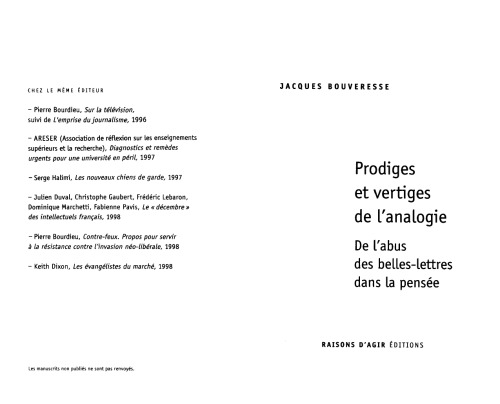 CHEZ LE MÊME ÉDITEUR
– Pierre Bourdieu, Sur la télévision,
suivi de L'emprise du journalisme, 1996
– ARESER (Association de réflexion sur les enseignements
supérieurs et la recherche), Diagnostics et remèdes
urgents pour une université en péril, 1997
– Serge Halimi, Les nouveaux chiens de garde, 1997
– Julien Duval, Christophe Gaubert, Frédéric Lebaron,
Dominique Marchetti, Fabienne Pavis, Le « décembre »
des intellectuels français, 1998
– Pierre Bourdieu, Contre-feux. Propos pour servir
à la résistance contre l'invasion néo-libérale, 1998
– Keith Dixon, Les évangélistes du marché, 1998
Les manuscrits non publiés ne sont pas renvoyés.
JACQUES BOUVERESSE
Prodiges
et vertiges
de l'analogie
De l'abus
des belles-lettres
dans la pensée
RAISONS D'AGIR ÉDITIONS